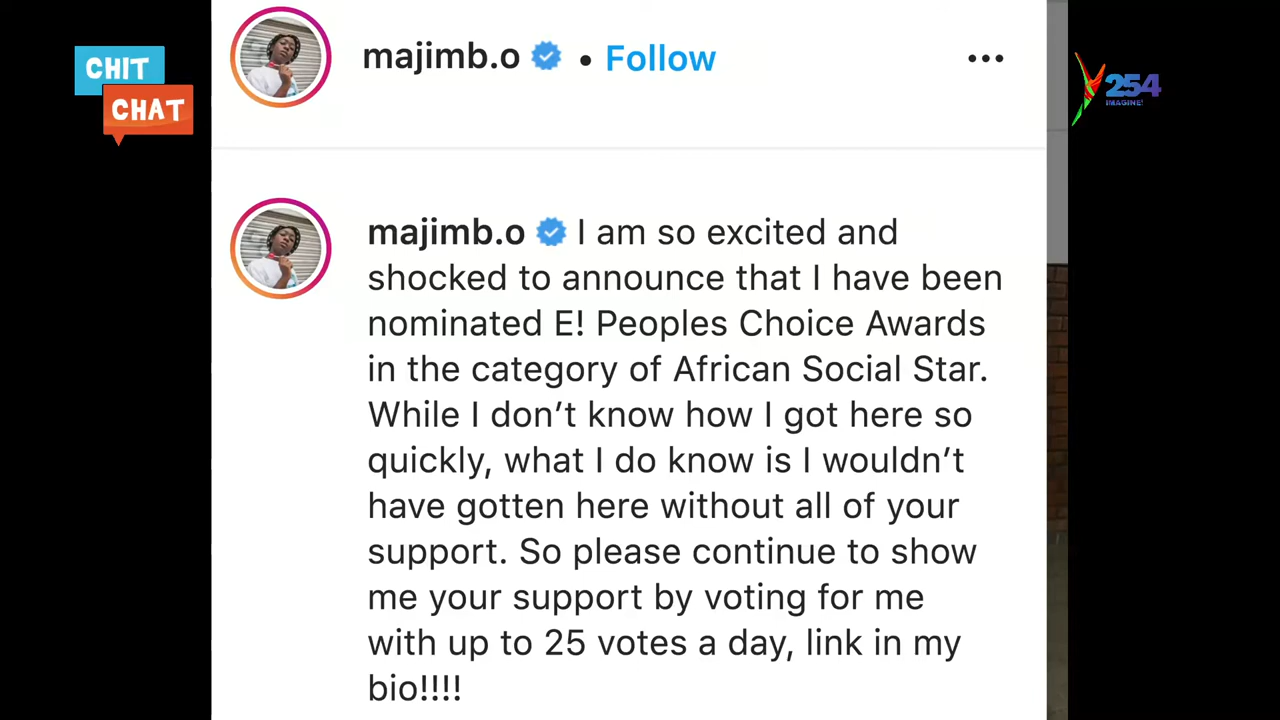 CHIT
CHAT
majimb.o • Follow
254
IMAGINE!
majimb.o I am so excited and
shocked to announce that I have been
nominated E! Peoples Choice Awards
in the category of African Social Star.
While I don’t know how I got here so
quickly, what I do know is I wouldn’t
have gotten here without all of your
support. So please continue to show
me your support by voting for me
with up to 25 votes a day, link in my
bio!!!!